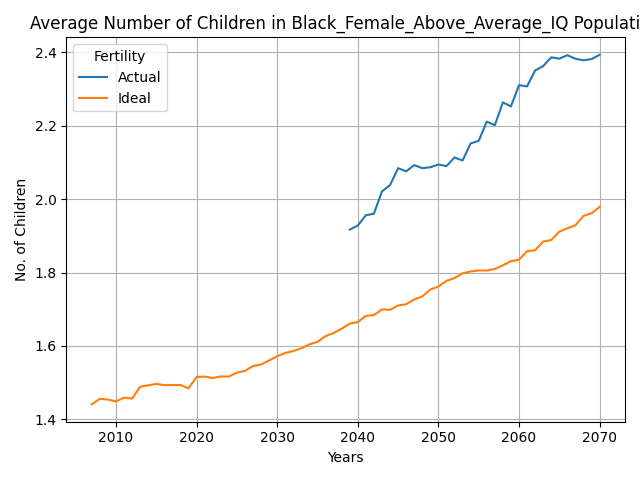 Average Number of Children in Black_Female_Above_Average_IQ Populati
Fertility
Actual
Ideal
No. of Children
2.4
2.2
2.0
1.8
1.6
1.4
2010 2020 2030 2040 2050 2060 2070
Years